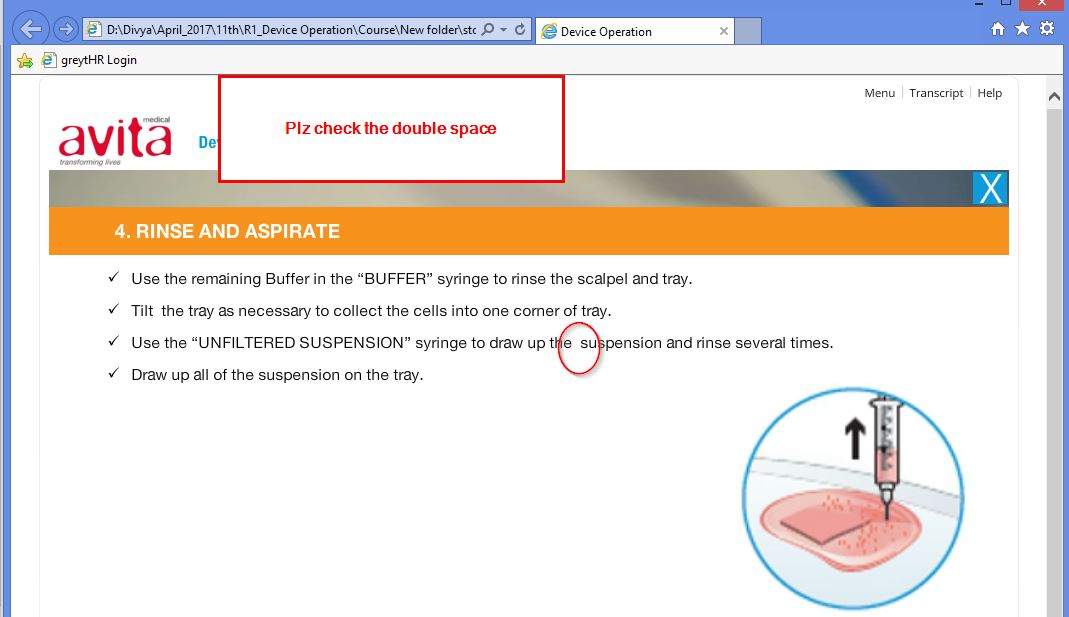 D:\Divya\April_2017\11th\R1_Device Operation\Course\New folder\stc
Device Operation
greytHR Login
Menu Transcript Help
Plz check the double space
avita
medical
transforming lives
De
X
4. RINSE AND ASPIRATE
✓ Use the remaining Buffer in the “BUFFER” syringe to rinse the scalpel and tray.
✓ Tilt  the tray as necessary to collect the cells into one corner of tray.
✓ Use the “UNFILTERED SUSPENSION” syringe to draw up the  suspension and rinse several times.
✓ Draw up all of the suspension on the tray.